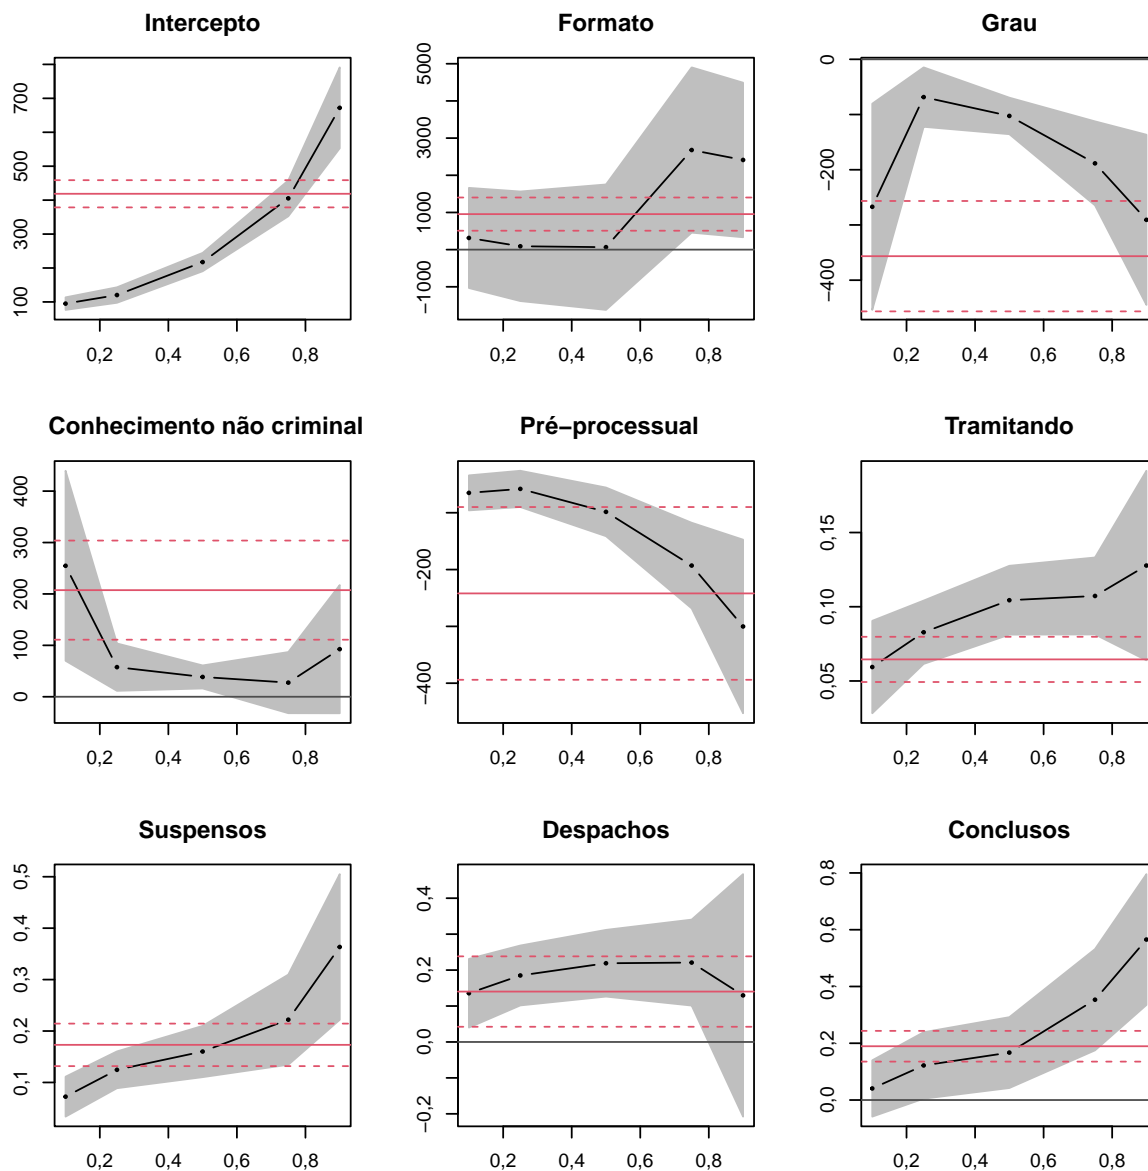 Intercepto
Formato
Grau
700
500
300
100
0,2 0,4 0,6 0,8
5000
3000
1000
−1000
0,2 0,4 0,6 0,8
0
−200
−400
0,2 0,4 0,6 0,8
Conhecimento não criminal
Pré−processual
Tramitando
400
300
200
100
0
0,2 0,4 0,6 0,8
−200
−400
0,2 0,4 0,6 0,8
0,15
0,10
0,05
0,2 0,4 0,6 0,8
Suspensos
Despachos
Conclusos
0,5
0,4
0,3
0,2
0,1
0,2 0,4 0,6 0,8
0,4
0,2
0,0
−0,2
0,2 0,4 0,6 0,8
0,8
0,6
0,4
0,2
0,0
0,2 0,4 0,6 0,8